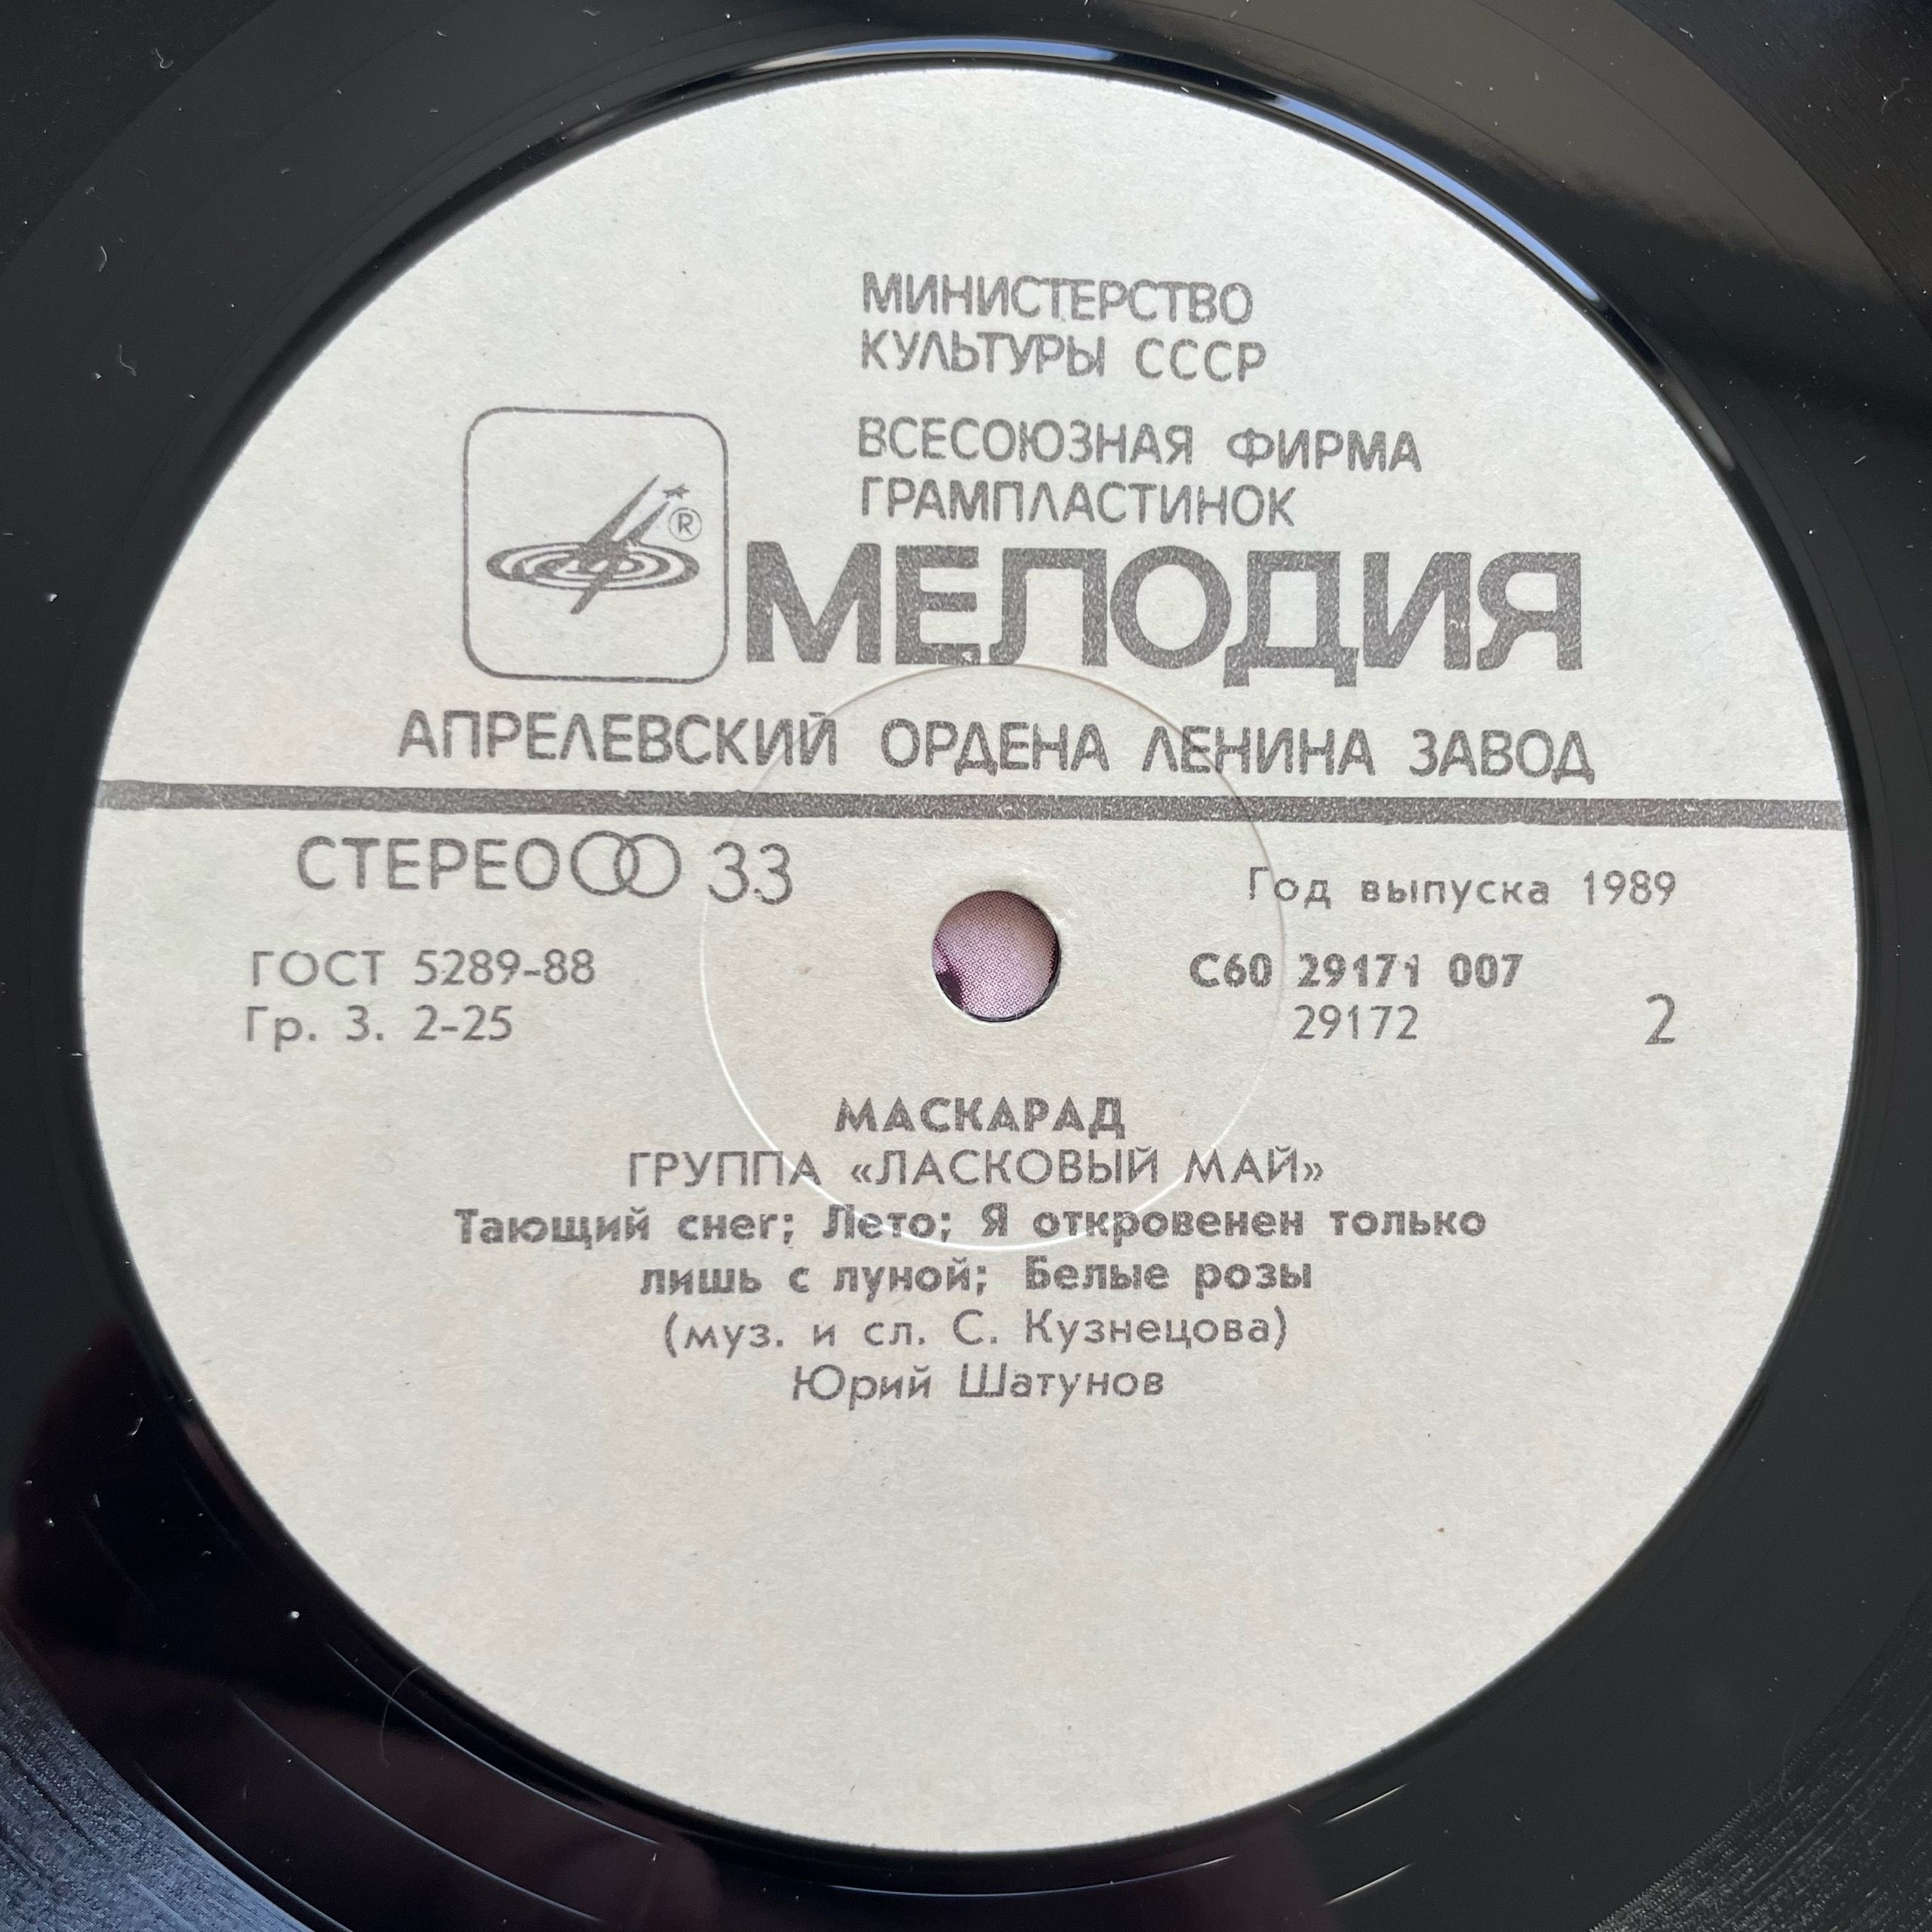 МИНИСТЕРСТВО
КУЛЬТУРЫ СССР
ВСЕСОЮЗНАЯ ФИРМА
ГРАМПЛАСТИНОК
®
МЕЛОДИЯ
АПРЕЛЕВСКИЙ ОРДЕНА ЛЕНИНА ЗАВОД
СТЕРЕО 33
Год выпуска 1989
ГОСТ 5289-88
Гр. 3. 2-25
С60 29171 007
29172
2
МАСКАРАД
ГРУППА «ЛАСКОВЫЙ МАЙ»
Тающий снег; Лето; Я откровенен только
лишь с луной; Белые розы
(муз. и сл. С. Кузнецова)
Юрий Шатунов